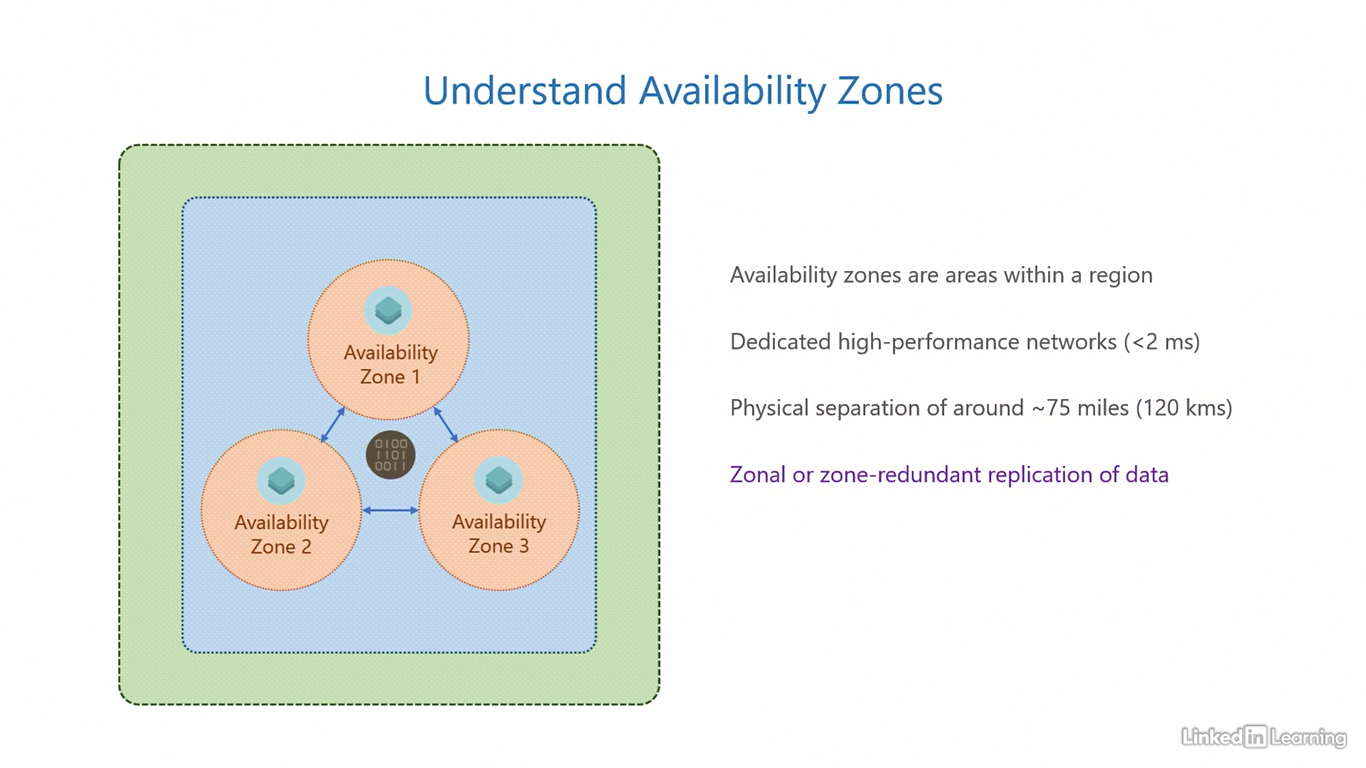 Understand Availability Zones
Availability
Zone 1
0100
1101
0011
Availability
Zone 2
Availability
Zone 3
Availability zones are areas within a region
Dedicated high-performance networks (<2 ms)
Physical separation of around ~75 miles (120 kms)
Zonal or zone-redundant replication of data
Linked in Learning